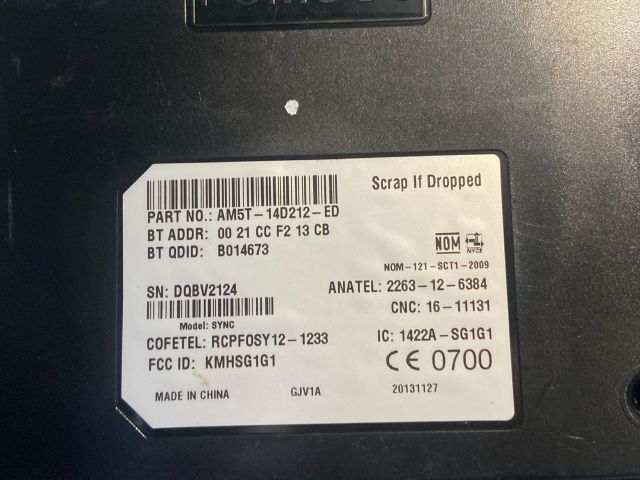 Scrap If Dropped
PART NO.: AM5T-14D212-ED
BT ADDR: 00 21 CC F2 13 CB
BT QDID: B014673
NOM
NYCE
NOM-121-SCT1-2009
SN: DQBV2124
ANATEL: 2263-12-6384
CNC: 16-11131
Model: SYNC
COFETEL: RCPFOSY12-1233
IC: 1422A-SG1G1
FCC ID: KMHSG1G1
CE 0700
MADE IN CHINA
GJV1A
20131127